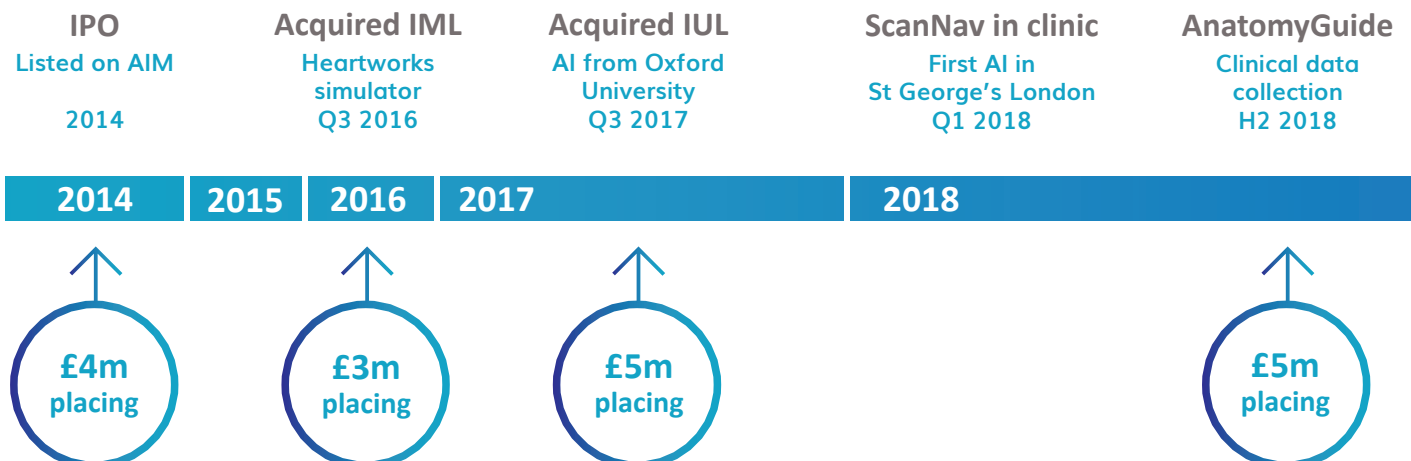 IPO
Listed on AIM
2014
Acquired IML
Heartworks
simulator
Q3 2016
Acquired IUL
AI from Oxford
University
Q3 2017
ScanNav in clinic
First AI in
St George’s London
Q1 2018
AnatomyGuide
Clinical data
collection
H2 2018
2014
2015
2016
2017
2018
£4m
placing
£3m
placing
£5m
placing
£5m
placing